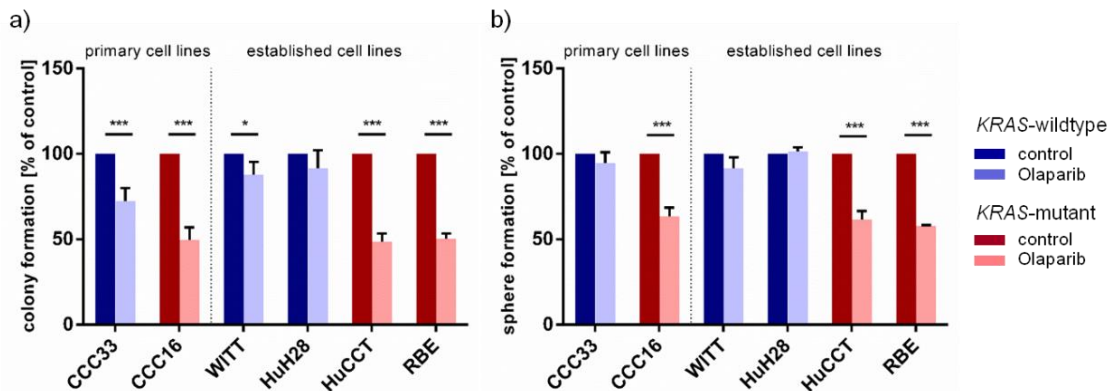 a)
primary cell lines established cell lines
colony formation [% of control]
150
100
50
0
*** *** * *** ***
CCC33 CCC16 WITT HuH28 HuCCT RBE
b)
primary cell lines established cell lines
sphere formation [% of control]
150
100
50
0
*** *** ***
CCC33 CCC16 WITT HuH28 HuCCT RBE
KRAS-wildtype
control
Olaparib
KRAS-mutant
control
Olaparib